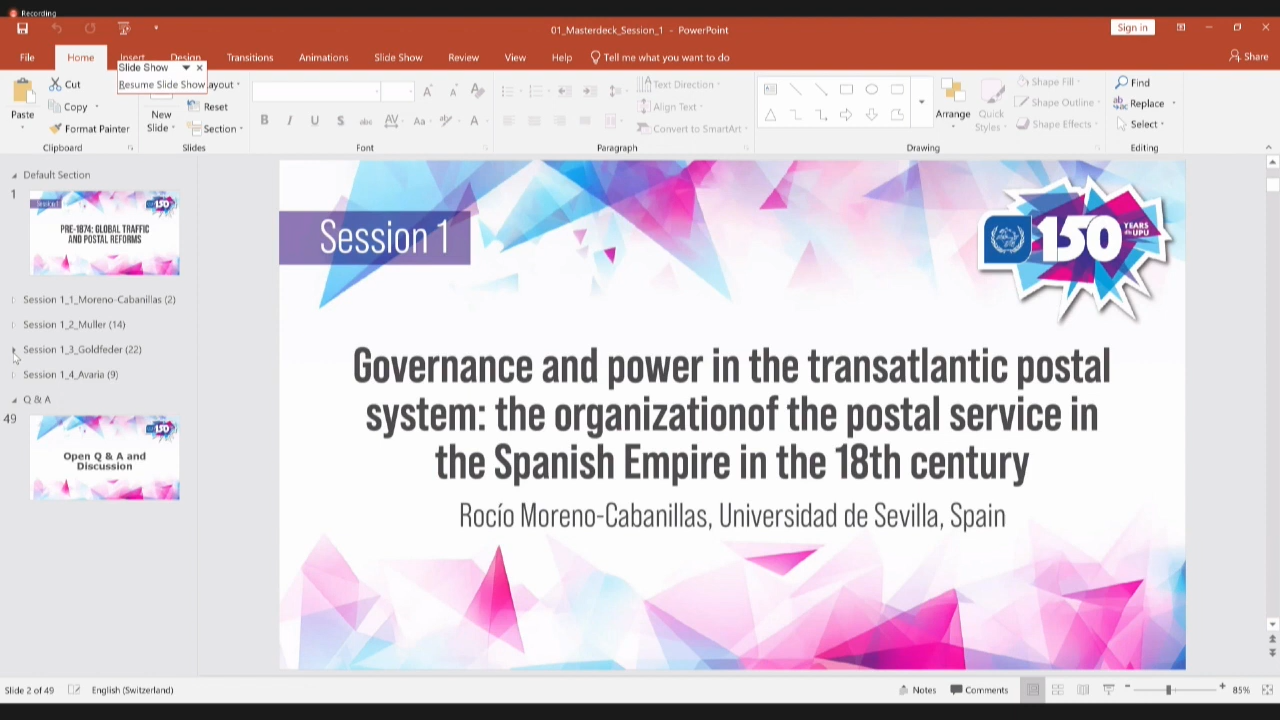 Recording
01_Masterdeck_Session_1 - PowerPoint
Sign in
File Home Insert Design Transitions Animations Slide Show Review View Help Tell me what you want to do
Share
Slide Show
Resume Slide Show
Paste
Cut
Copy
Format Painter
Clipboard
New
Slide
ayout
Reset
Section
Slides
B I U S abc AV Aa A
Font
Text Direction
Align Text
Convert to SmartArt
Paragraph
Arrange
Quick
Styles
Shape Fill
Shape Outline
Shape Effects
Drawing
Find
Replace
Select
Editing
Default Section
1
PRE-1874: GLOBAL TRAFFIC
AND POSTAL REFORMS
150
Session 1_1_Moreno-Cabanillas (2)
Session 1_2_Muller (14)
Session 1_3_Goldfeder (22)
Session 1_4_Avaria (9)
Q & A
49
150
Open Q & A and
Discussion
Session 1
150 YEARS
UPU
Governance and power in the transatlantic postal
system: the organizationof the postal service in
the Spanish Empire in the 18th century
Rocío Moreno-Cabanillas, Universidad de Sevilla, Spain
Slide 2 of 49
English (Switzerland)
Notes
Comments
85%